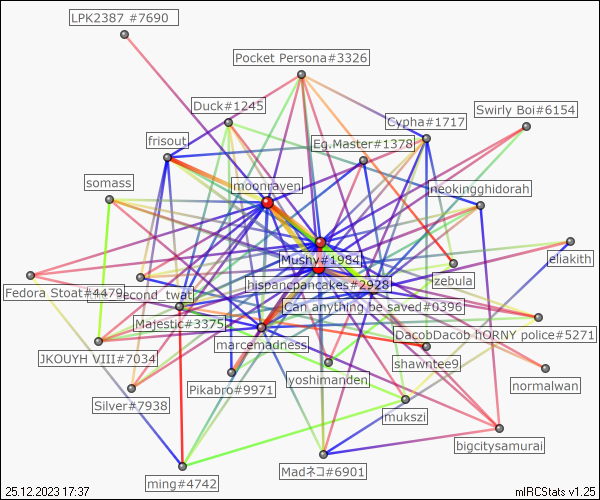 LPK2387 #7690
Pocket Persona#3326
Duck#1245
Swirly Boi#6154
Cypha#1717
frisout
Eg.Master#1378
somass
moonraven
neokingghidorah
Mushy#1984
eliakith
zebula
hispancpancakes#2928
Fedora Stoat#4479
second_twat
Can anything be saved#0396
Majestic#3375
DacobDacob hORNY police#5271
marcemadness
JKOUYH VIII#7034
shawntee9
Pikabro#9971
yoshimanden
normalwan
Silver#7938
mukszi
bigcitysamurai
Madネコ#6901
ming#4742
25.12.2023 17:37
mIRCStats v1.25